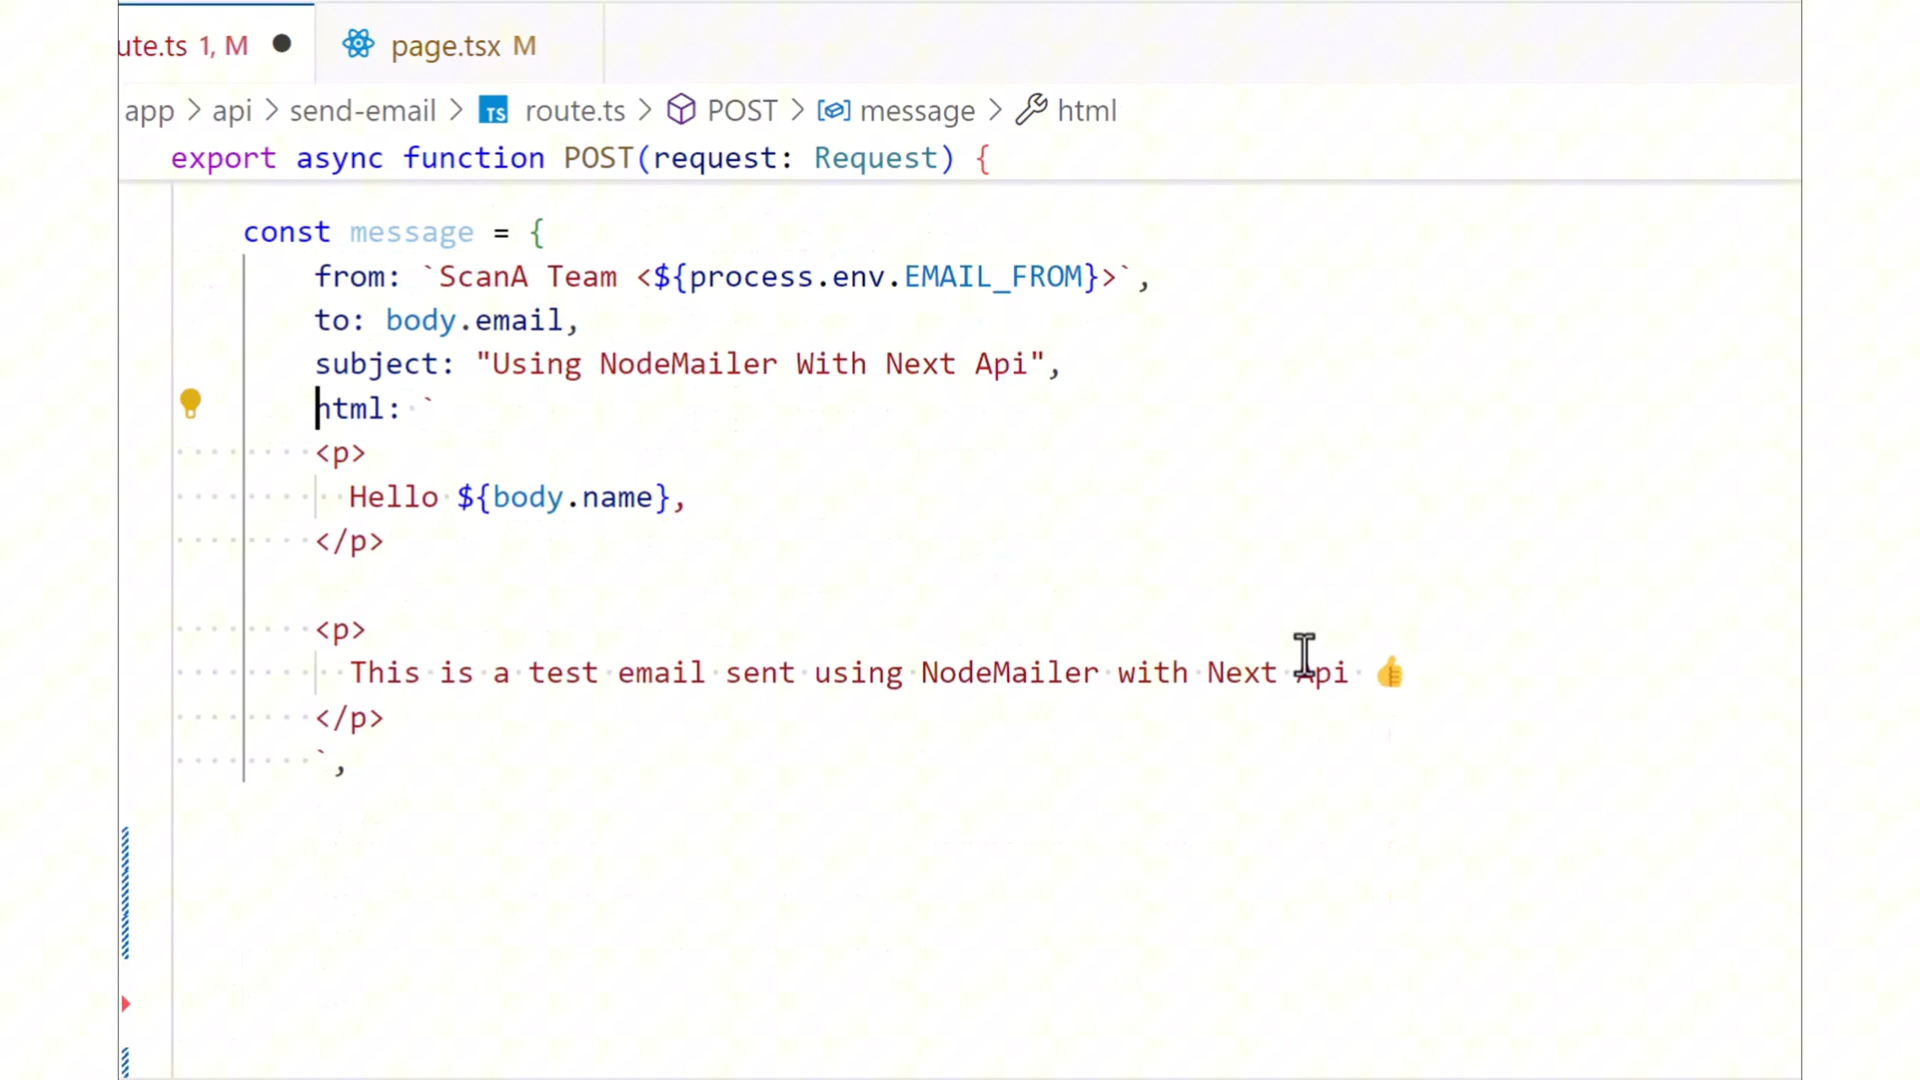 ute.ts 1, M ● page.tsx M
app > api > send-email > TS route.ts > POST > message > html
export async function POST(request: Request) {
const message = {
from: `ScanA Team <${process.env.EMAIL_FROM}>`,
to: body.email,
subject: "Using NodeMailer With Next Api",
html: `
<p>
Hello ${body.name},
</p>
<p>
This is a test email sent using NodeMailer with Next Api 👍
</p>
`,